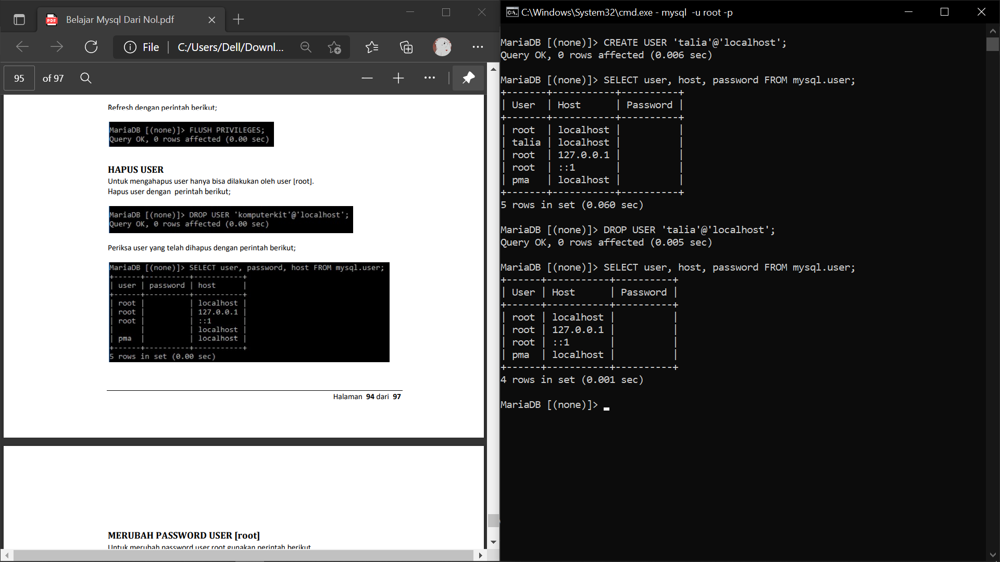 Belajar Mysql Dari Nol.pdf
File
C:/Users/Dell/Downl...
95
of 97
Refresh dengan perintah berikut;
MariaDB [(none)]> FLUSH PRIVILEGES;
Query OK, 0 rows affected (0.00 sec)
HAPUS USER
Untuk mengahapus user hanya bisa dilakukan oleh user [root].
Hapus user dengan perintah berikut;
MariaDB [(none)]> DROP USER 'komputerkit'@'localhost';
Query OK, 0 rows affected (0.00 sec)
Periksa user yang telah dihapus dengan perintah berikut;
MariaDB [(none)]> SELECT user, password, host FROM mysql.user;
+------+----------+-----------+
| user | password | host      |
+------+----------+-----------+
| root |          | localhost |
| root |          | 127.0.0.1 |
| root |          | ::1       |
|      |          | localhost |
| pma  |          | localhost |
+------+----------+-----------+
5 rows in set (0.00 sec)
Halaman 94 dari 97
MERUBAH PASSWORD USER [root]
Untuk merubah password user root gunakan perintah berikut
C:\Windows\System32\cmd.exe - mysql -u root -p
MariaDB [(none)]> CREATE USER 'talia'@'localhost';
Query OK, 0 rows affected (0.006 sec)
MariaDB [(none)]> SELECT user, host, password FROM mysql.user;
+-------+-----------+----------+
| User  | Host      | Password |
+-------+-----------+----------+
| root  | localhost |          |
| talia | localhost |          |
| root  | 127.0.0.1 |          |
| root  | ::1       |          |
| pma   | localhost |          |
+-------+-----------+----------+
5 rows in set (0.060 sec)
MariaDB [(none)]> DROP USER 'talia'@'localhost';
Query OK, 0 rows affected (0.005 sec)
MariaDB [(none)]> SELECT user, host, password FROM mysql.user;
+------+-----------+----------+
| User | Host      | Password |
+------+-----------+----------+
| root | localhost |          |
| root | 127.0.0.1 |          |
| root | ::1       |          |
| pma  | localhost |          |
+------+-----------+----------+
4 rows in set (0.001 sec)
MariaDB [(none)]>